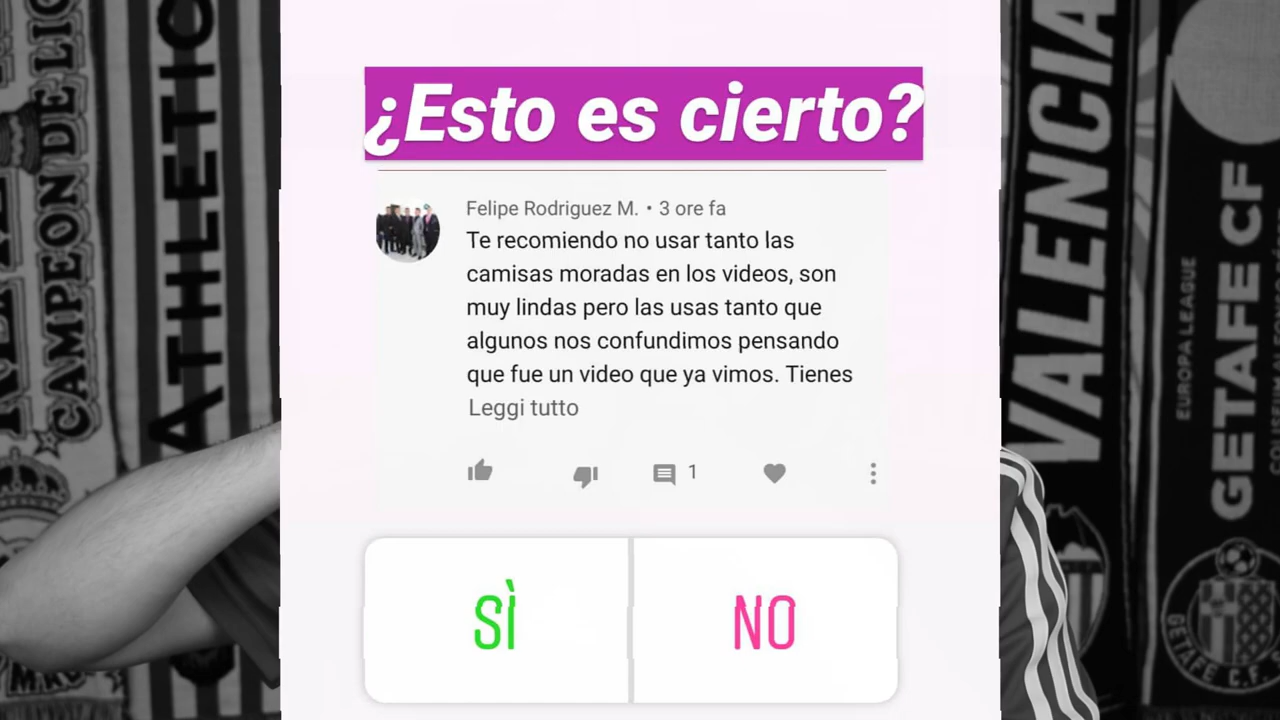 ¿Esto es cierto?
Felipe Rodriguez M. • 3 ore fa
Te recomiendo no usar tanto las
camisas moradas en los videos, son
muy lindas pero las usas tanto que
algunos nos confundimos pensando
que fue un video que ya vimos. Tienes
Leggi tutto
1
SÌ
NO
CAMPEON DE LIG
ATHLETIC
VALENCIA
EUROPA LEAGUE
GETAFE CF
GETAFE C.F.